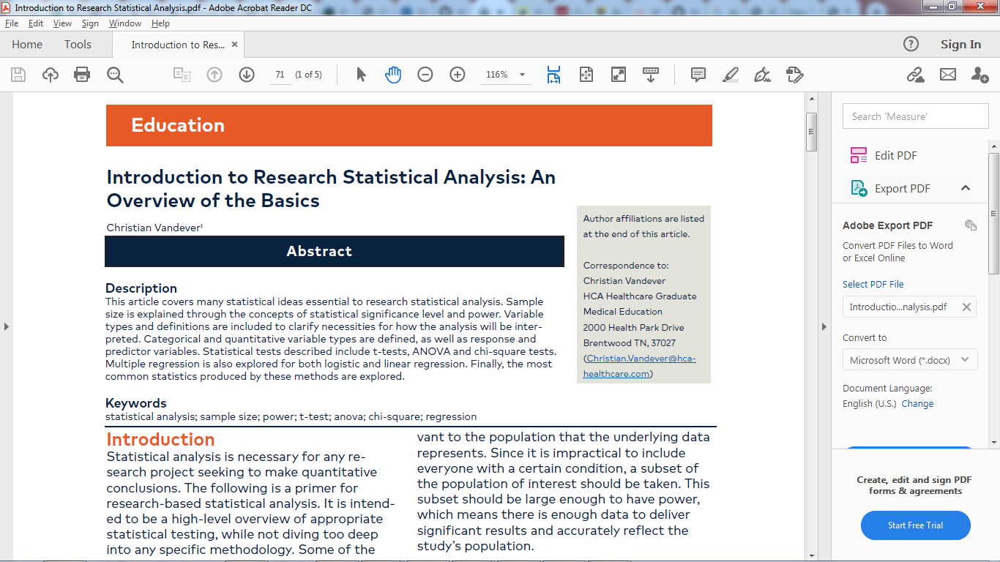 Introduction to Research Statistical Analysis.pdf - Adobe Acrobat Reader DC
File Edit View Sign Window Help
Home Tools Introduction to Res... × Sign In
71 (1 of 5) 116%
Education
Introduction to Research Statistical Analysis: An
Overview of the Basics
Christian Vandever¹
Abstract
Description
This article covers many statistical ideas essential to research statistical analysis. Sample
size is explained through the concepts of statistical significance level and power. Variable
types and definitions are included to clarify necessities for how the analysis will be inter-
preted. Categorical and quantitative variable types are defined, as well as response and
predictor variables. Statistical tests described include t-tests, ANOVA and chi-square tests.
Multiple regression is also explored for both logistic and linear regression. Finally, the most
common statistics produced by these methods are explored.
Keywords
statistical analysis; sample size; power; t-test; anova; chi-square; regression
Author affiliations are listed
at the end of this article.
Correspondence to:
Christian Vandever
HCA Healthcare Graduate
Medical Education
2000 Health Park Drive
Brentwood TN, 37027
(Christian.Vandever@hca-
healthcare.com)
Introduction
Statistical analysis is necessary for any re-
search project seeking to make quantitative
conclusions. The following is a primer for
research-based statistical analysis. It is intend-
ed to be a high-level overview of appropriate
statistical testing, while not diving too deep
into any specific methodology. Some of the
vant to the population that the underlying data
represents. Since it is impractical to include
everyone with a certain condition, a subset of
the population of interest should be taken. This
subset should be large enough to have power,
which means there is enough data to deliver
significant results and accurately reflect the
study's population.
Search 'Measure'
Edit PDF
Export PDF
Adobe Export PDF
Convert PDF Files to Word
or Excel Online
Select PDF File
Introductio...nalysis.pdf
Convert to
Microsoft Word (*.docx)
Document Language:
English (U.S.) Change
Create, edit and sign PDF
forms & agreements
Start Free Trial